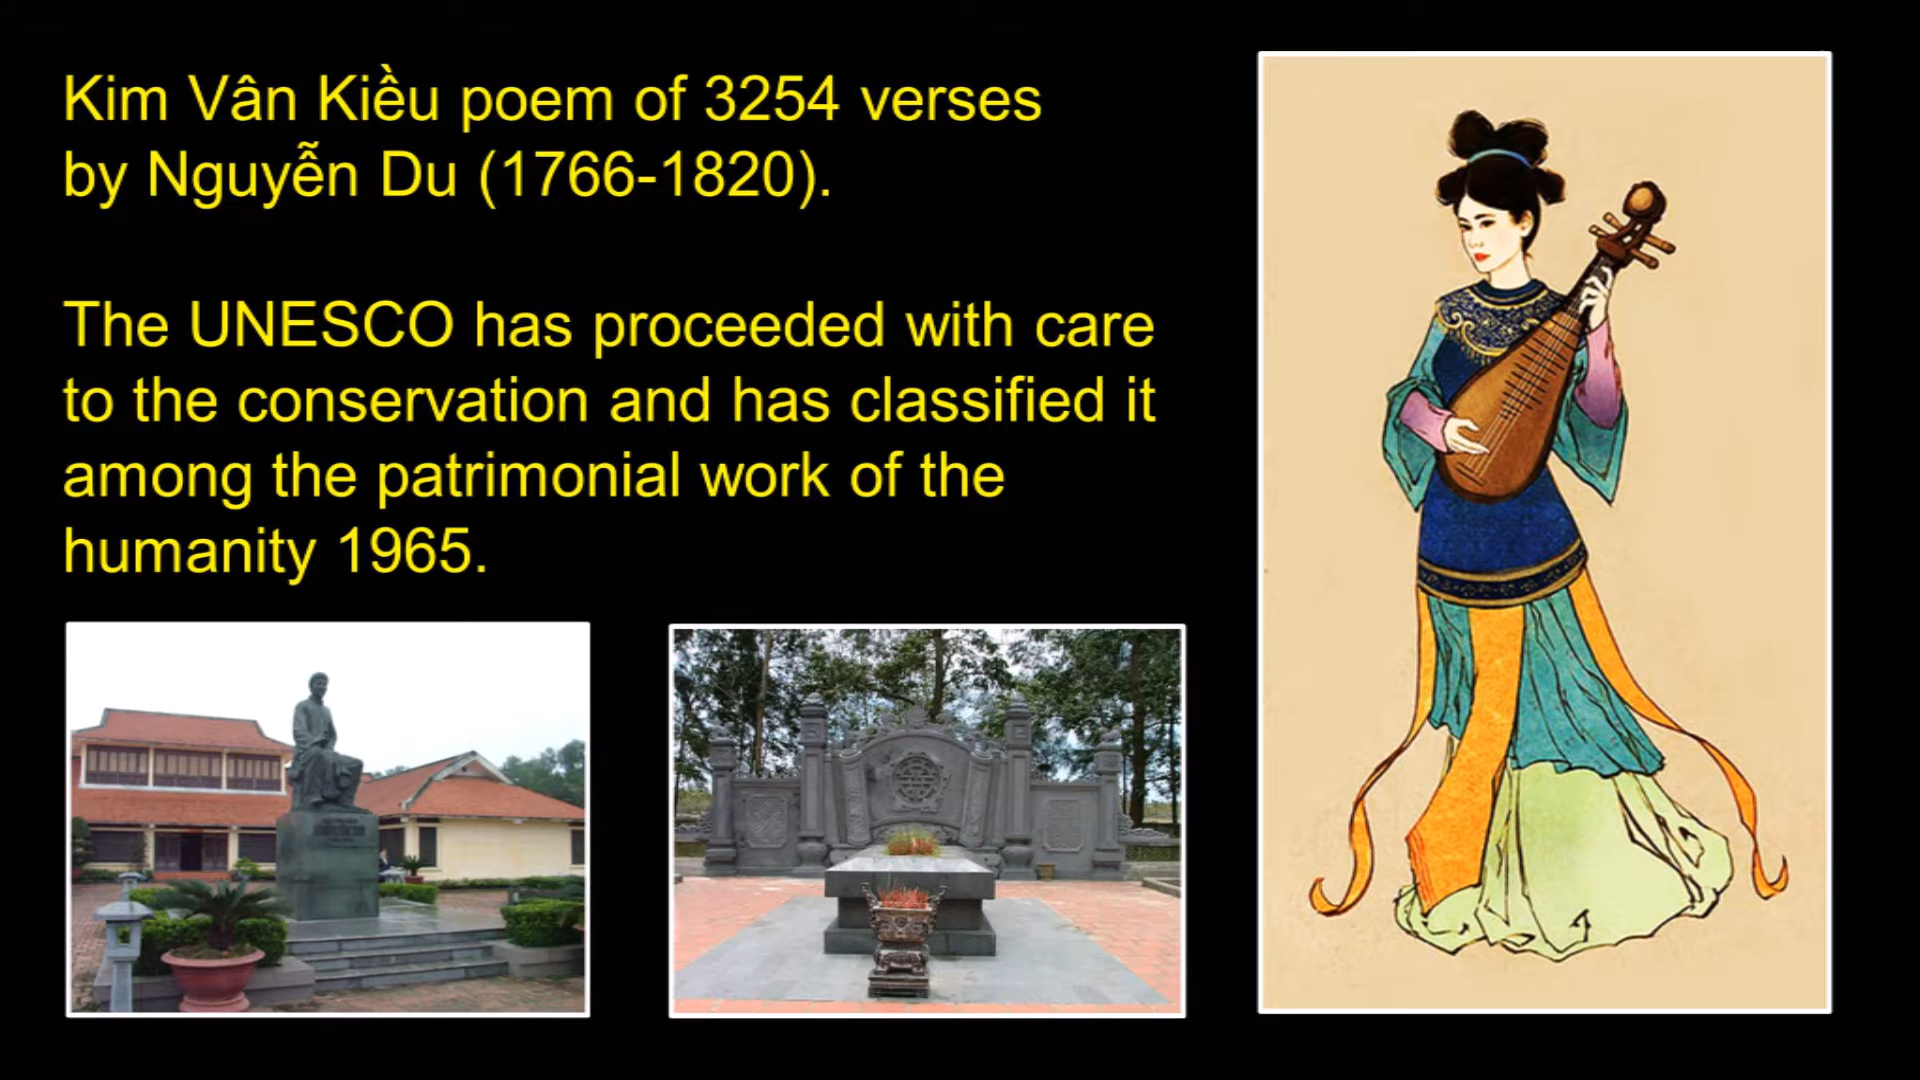 Kim Vân Kiều poem of 3254 verses
by Nguyễn Du (1766-1820).
The UNESCO has proceeded with care
to the conservation and has classified it
among the patrimonial work of the
humanity 1965.